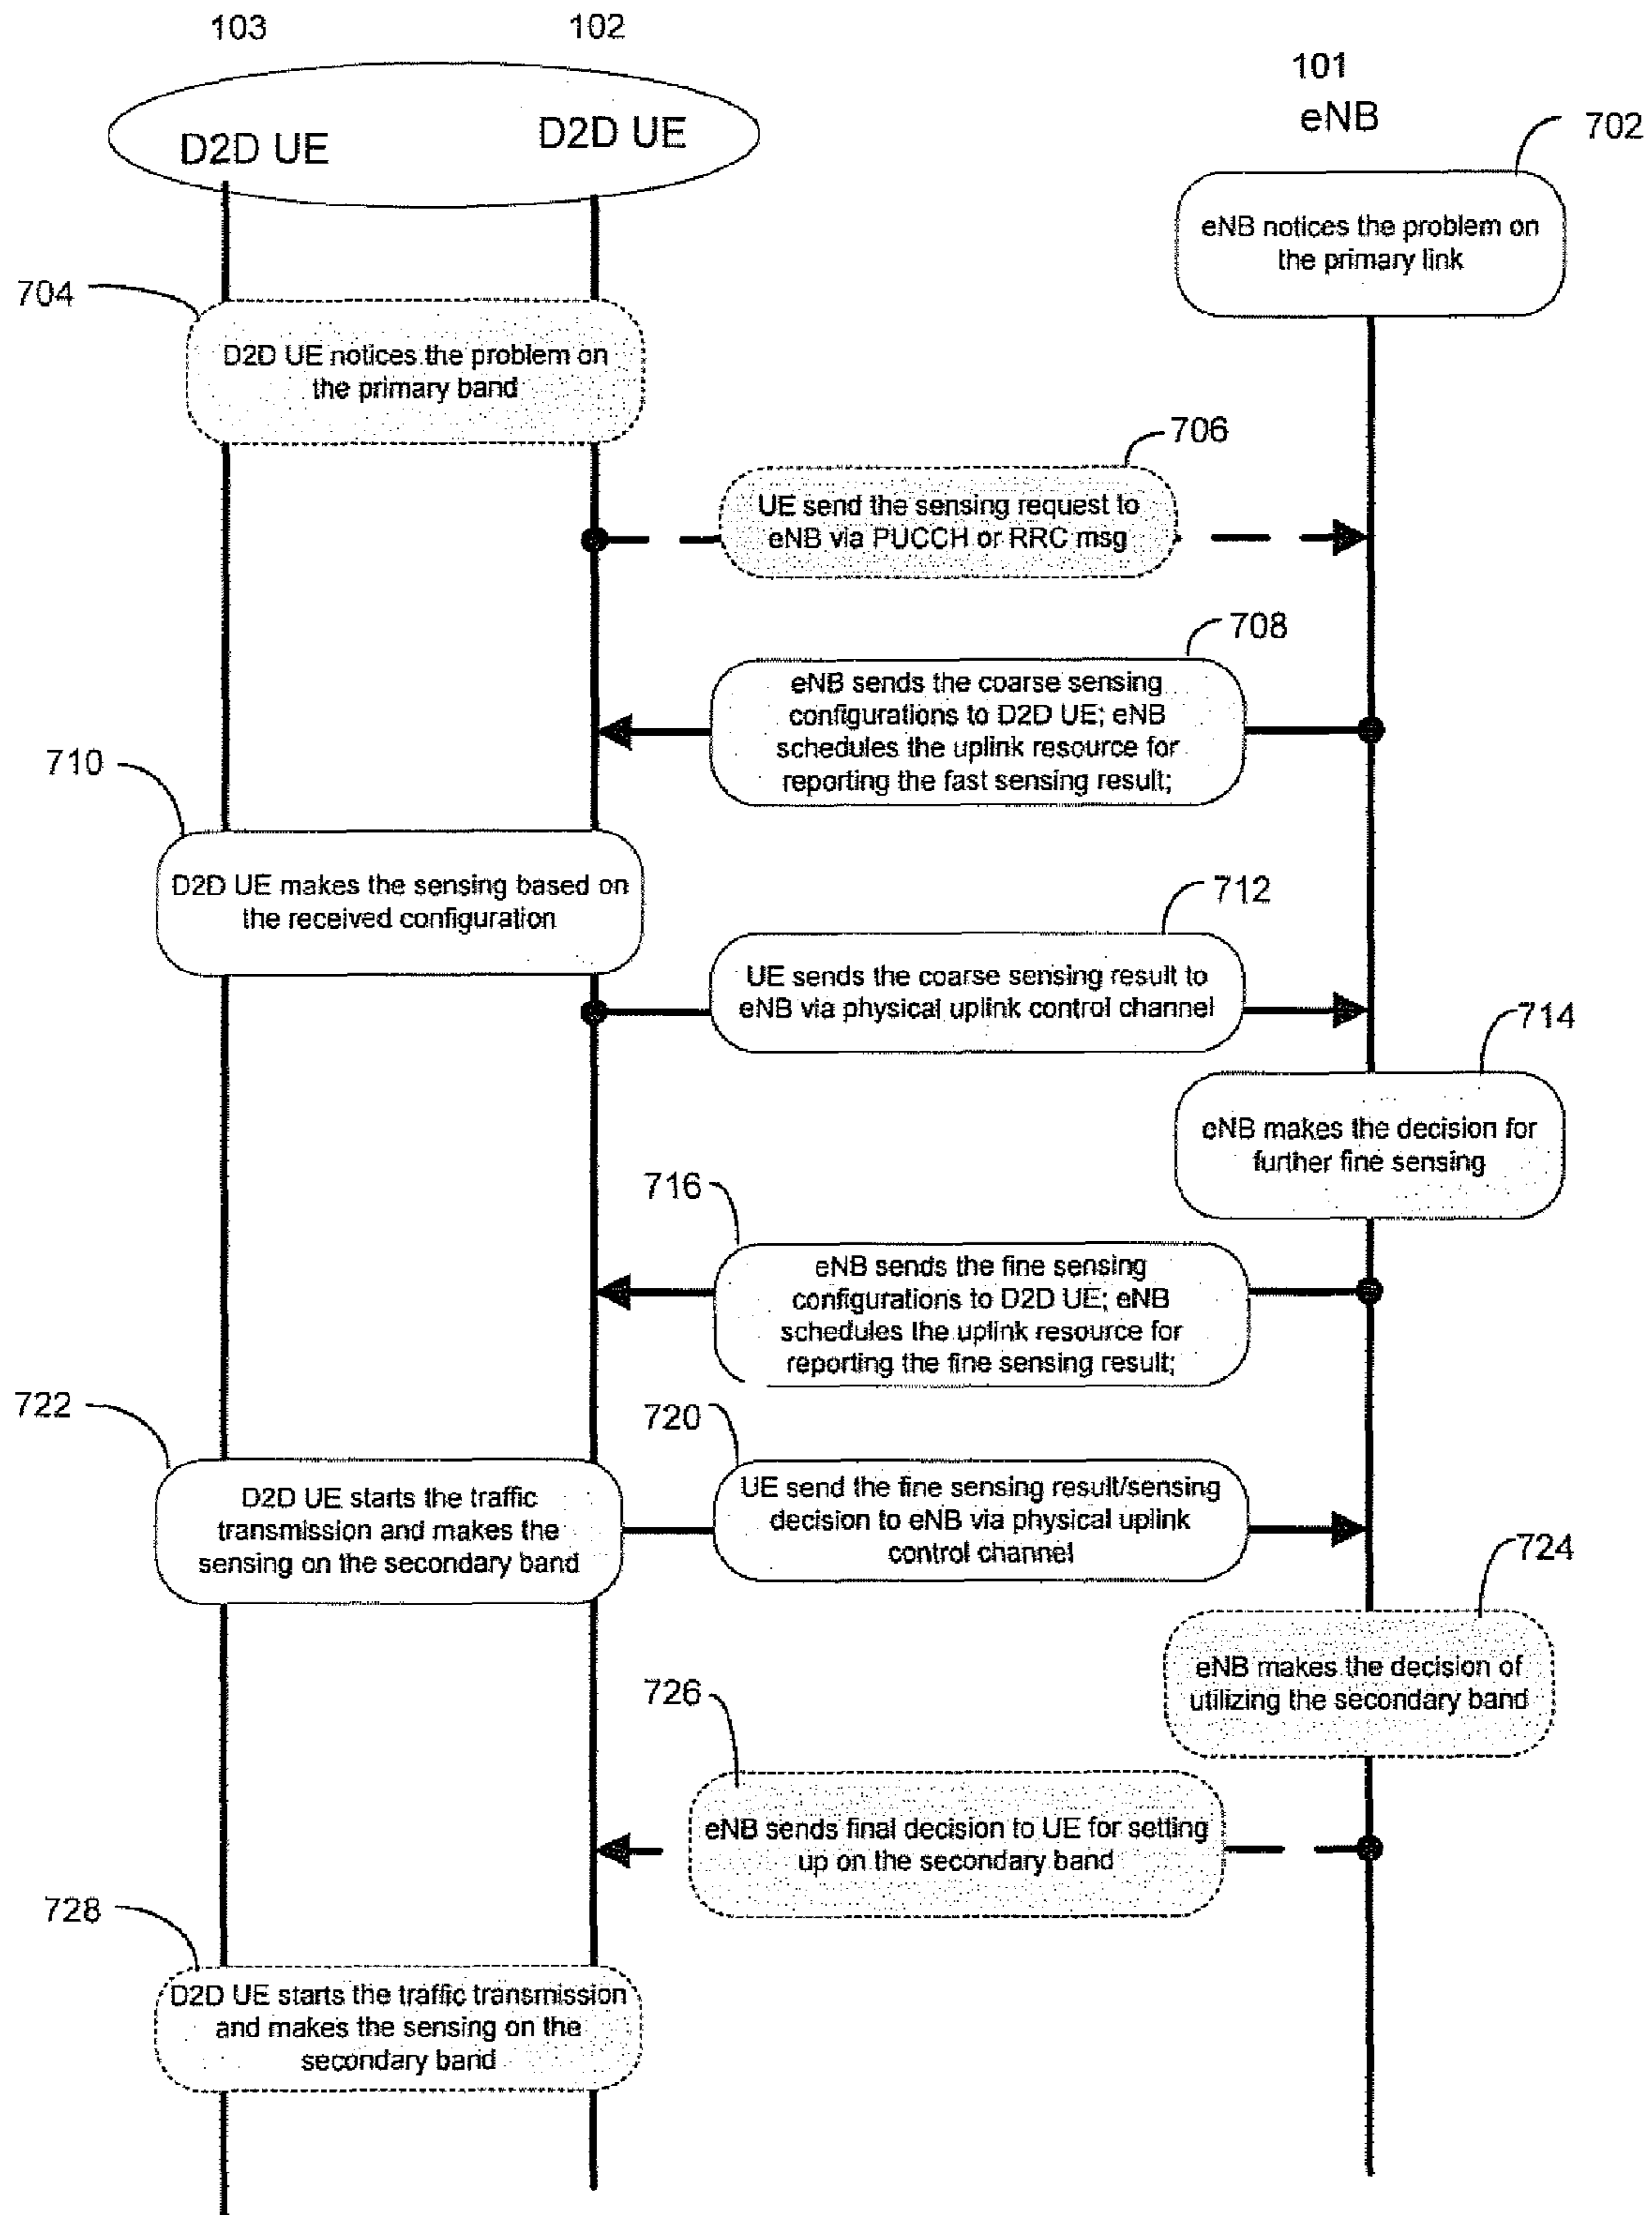 103
102
101
eNB
D2D UE
D2D UE
702
eNB notices the problem on
the primary link
704
D2D UE notices the problem on
the primary band
706
UE send the sensing request to
eNB via PUCCH or RRC msg
708
eNB sends the coarse sensing
configurations to D2D UE; eNB
schedules the uplink resource for
reporting the fast sensing result;
710
D2D UE makes the sensing based on
the received configuration
712
UE sends the coarse sensing result to
eNB via physical uplink control channel
714
eNB makes the decision for
further fine sensing
716
eNB sends the fine sensing
configurations to D2D UE; eNB
schedules the uplink resource for
reporting the fine sensing result;
722
D2D UE starts the traffic
transmission and makes the
sensing on the secondary band
720
UE send the fine sensing result/sensing
decision to eNB via physical uplink
control channel
724
eNB makes the decision of
utilizing the secondary band
726
eNB sends final decision to UE for setting
up on the secondary band
728
D2D UE starts the traffic transmission
and makes the sensing on the
secondary band